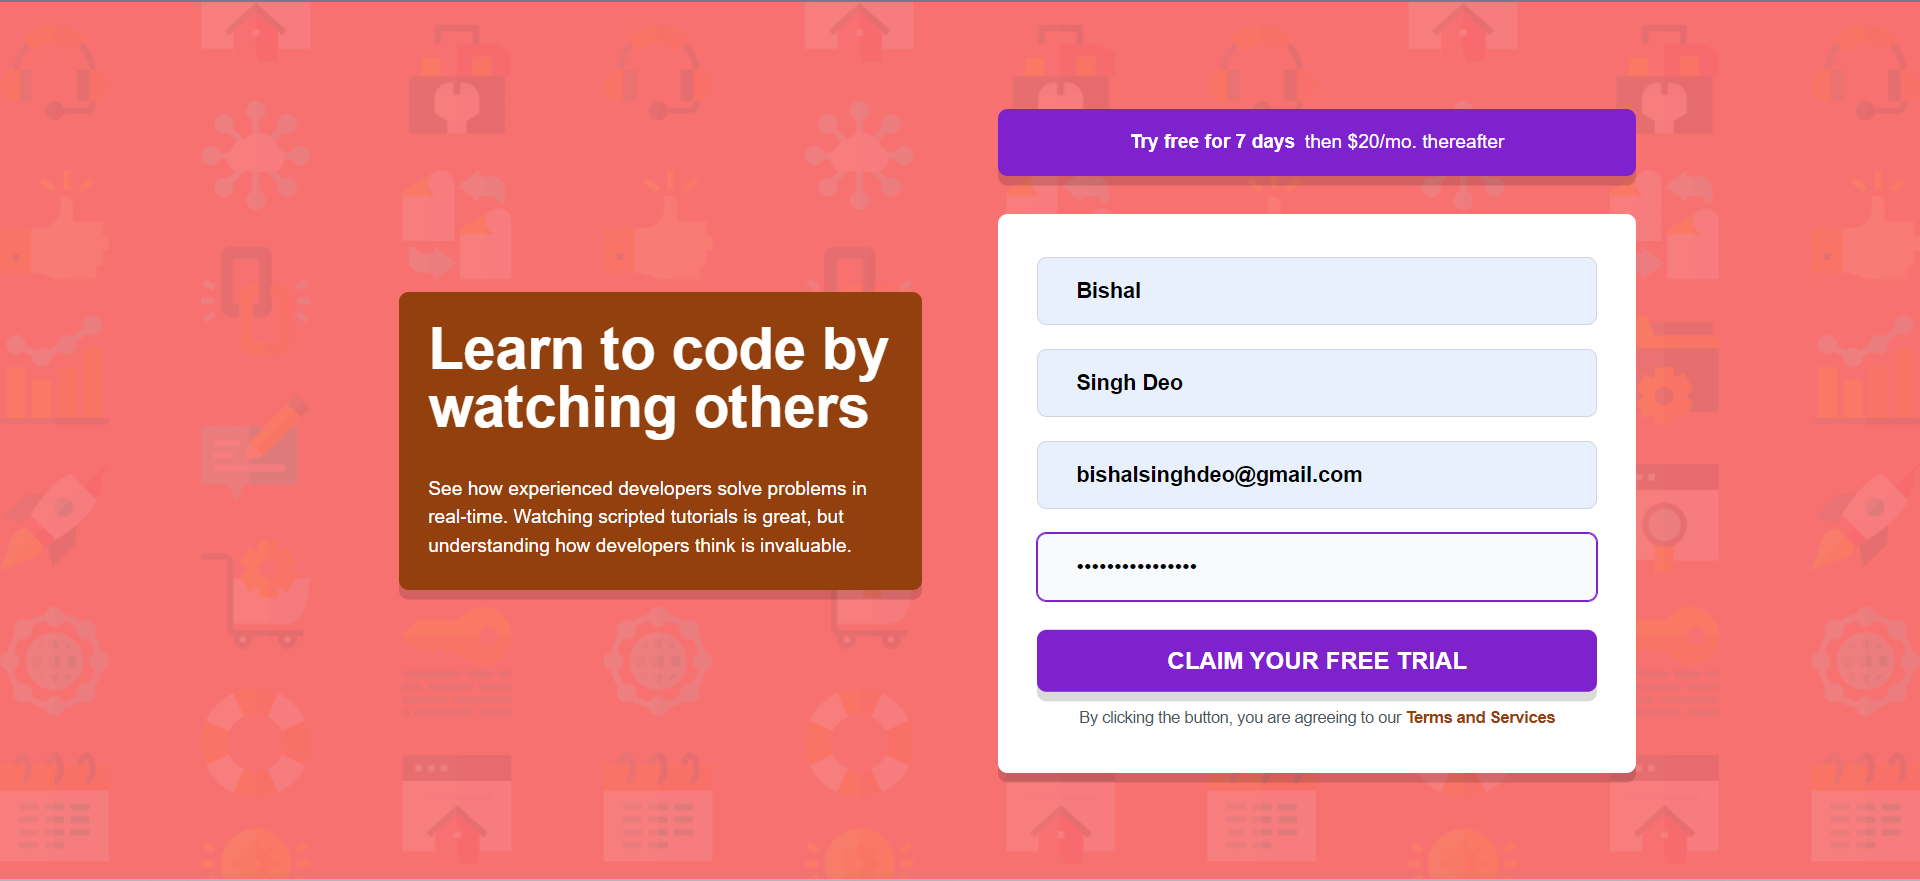 Learn to code by
watching others
See how experienced developers solve problems in
real-time. Watching scripted tutorials is great, but
understanding how developers think is invaluable.
Try free for 7 days then $20/mo. thereafter
Bishal
Singh Deo
bishalsinghdeo@gmail.com
••••••••••••••••
CLAIM YOUR FREE TRIAL
By clicking the button, you are agreeing to our Terms and Services